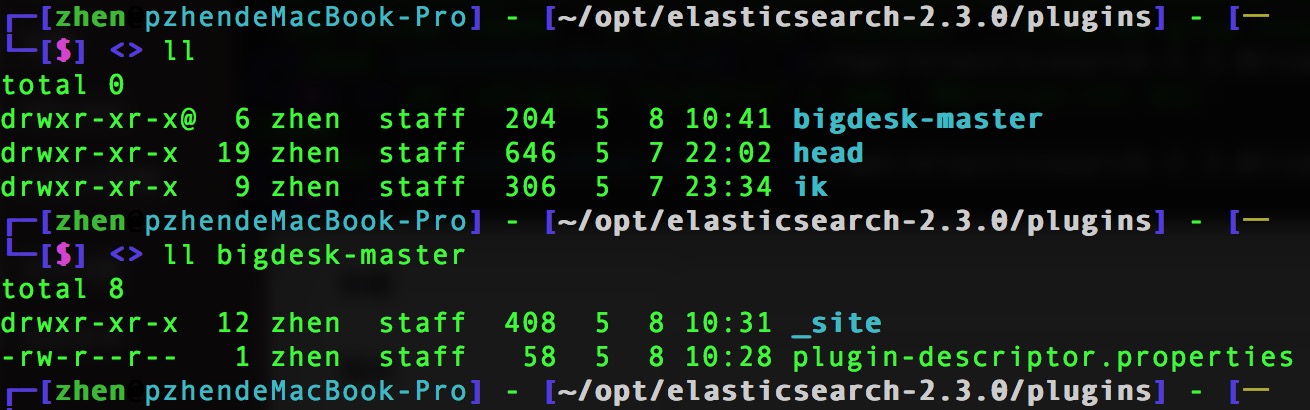 ┌─[zhen pzhendeMacBook-Pro] - [~/opt/elasticsearch-2.3.0/plugins] - [─
└─[$] <> ll
total 0
drwxr-xr-x@  6 zhen  staff  204  5  8 10:41 bigdesk-master
drwxr-xr-x  19 zhen  staff  646  5  7 22:02 head
drwxr-xr-x   9 zhen  staff  306  5  7 23:34 ik
┌─[zhen pzhendeMacBook-Pro] - [~/opt/elasticsearch-2.3.0/plugins] - [─
└─[$] <> ll bigdesk-master
total 8
drwxr-xr-x  12 zhen  staff  408  5  8 10:31 _site
-rw-r--r--   1 zhen  staff   58  5  8 10:28 plugin-descriptor.properties
┌─[zhen pzhendeMacBook-Pro] - [~/opt/elasticsearch-2.3.0/plugins] - [─